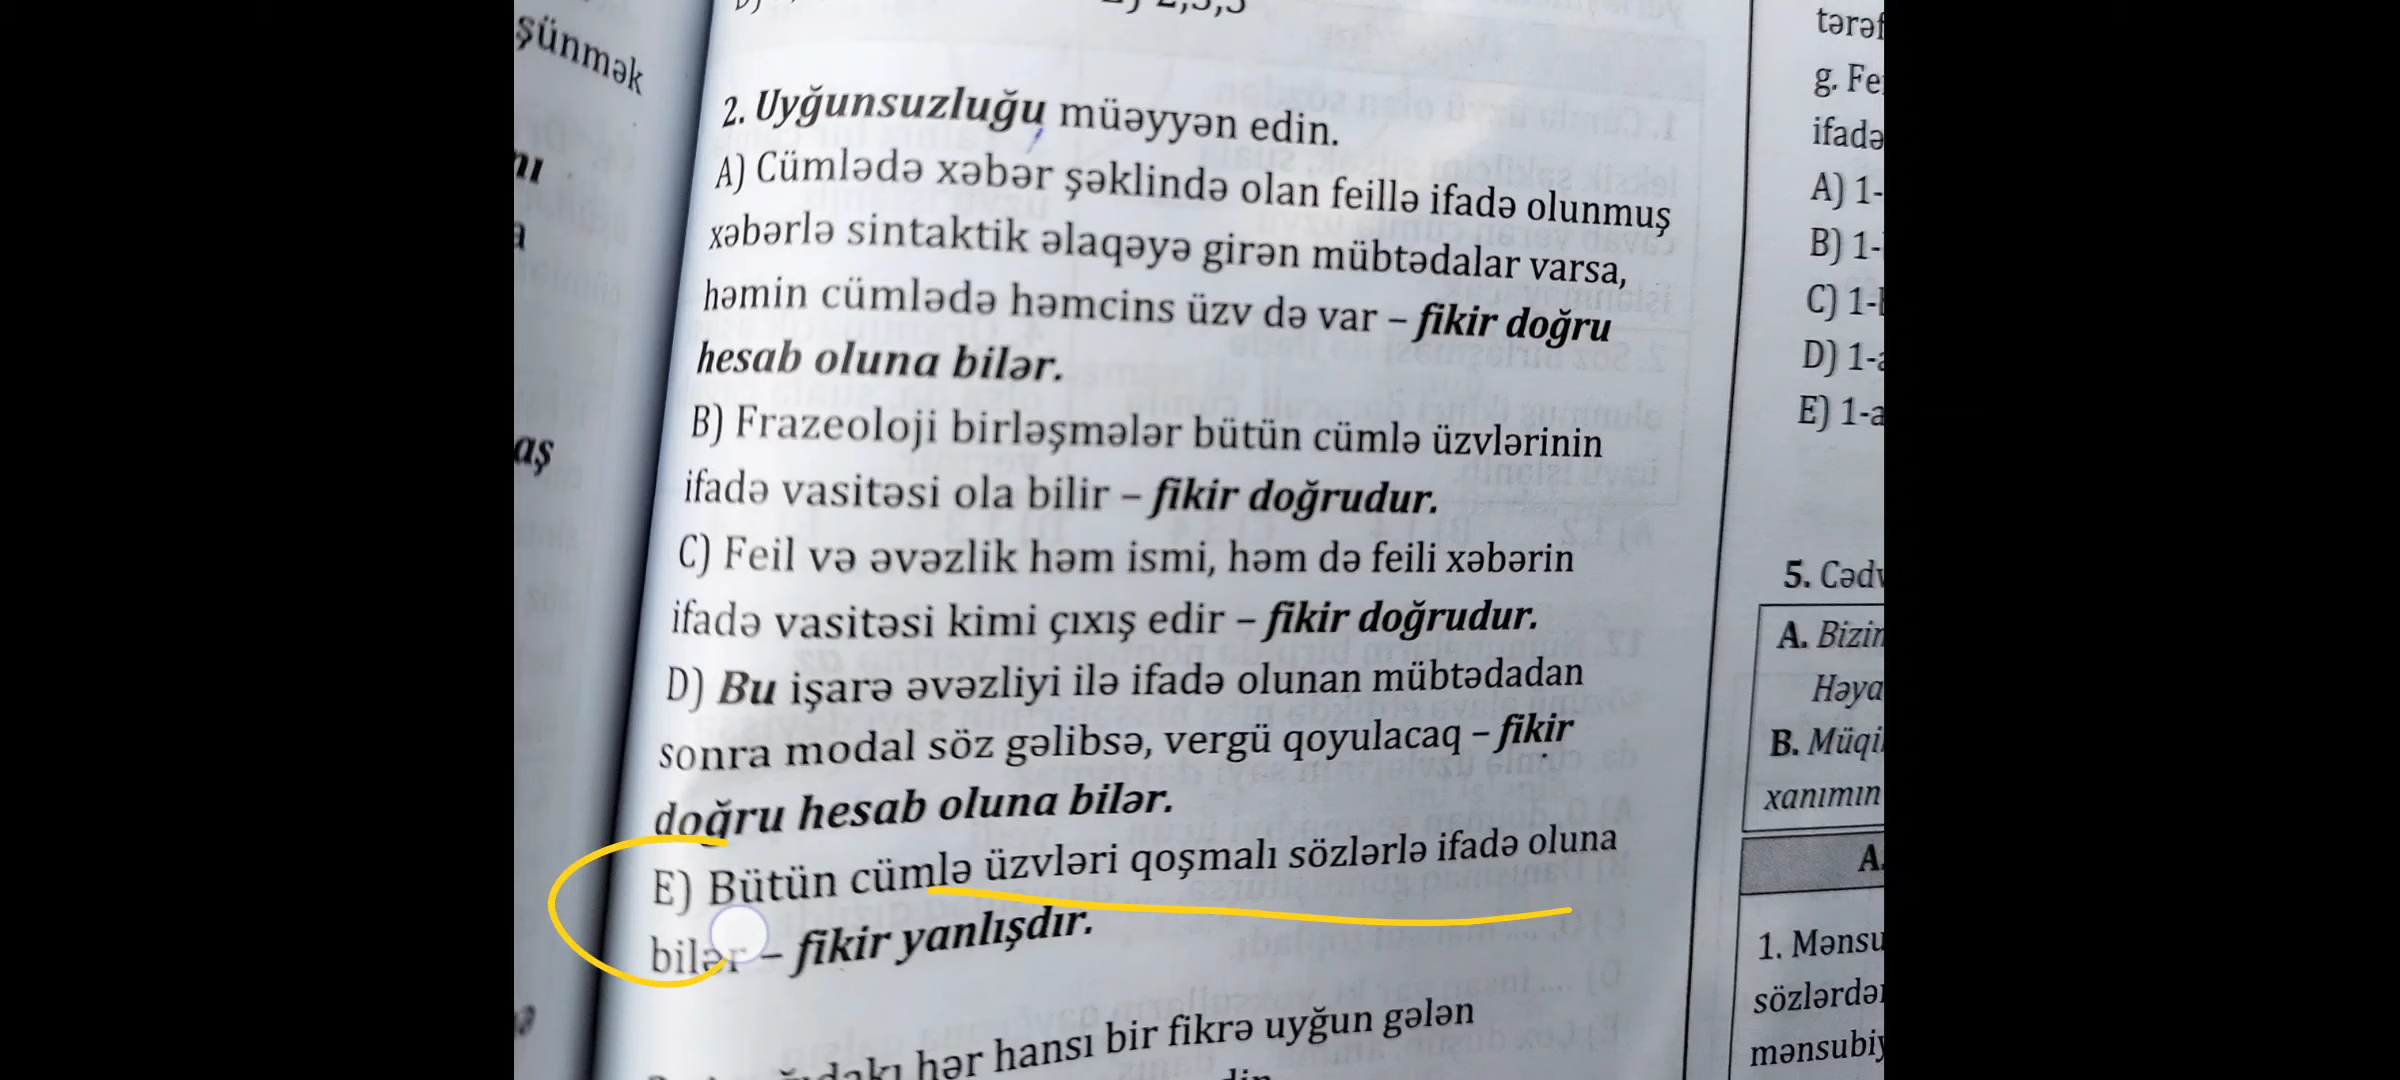 şünmək
aş
2. Uyğunsuzluğu müəyyən edin.
A) Cümlədə xəbər şəklində olan feillə ifadə olunmuş
xəbərlə sintaktik əlaqəyə girən mübtədalar varsa,
həmin cümlədə həmcins üzv də var – fikir doğru
hesab oluna bilər.
B) Frazeoloji birləşmələr bütün cümlə üzvlərinin
ifadə vasitəsi ola bilir – fikir doğrudur.
C) Feil və əvəzlik həm ismi, həm də feili xəbərin
ifadə vasitəsi kimi çıxış edir – fikir doğrudur.
D) Bu işarə əvəzliyi ilə ifadə olunan mübtədadan
sonra modal söz gəlibsə, vergü qoyulacaq – fikir
doğru hesab oluna bilər.
E) Bütün cümlə üzvləri qoşmalı sözlərlə ifadə oluna
bilər – fikir yanlışdır.
hər hansı bir fikrə uyğun gələn
tərəf
g. Fe
ifadə
A) 1-
B) 1-
C) 1-
D) 1-a
E) 1-a
5. Cədv
A. Bizin
Həya
B. Müqi
xanımın
A.
1. Mənsu
sözlərdə
mənsubiy